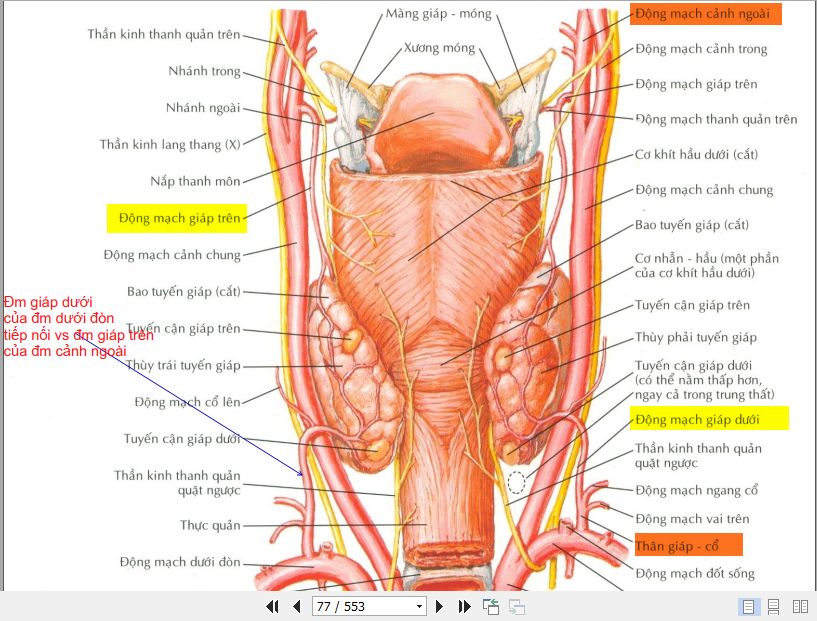 Động mạch cảnh ngoài
Màng giáp - móng
Thần kinh thanh quản trên
Động mạch cảnh trong
Xương móng
Nhánh trong
Động mạch giáp trên
Nhánh ngoài
Động mạch thanh quản trên
Thần kinh lang thang (X)
Cơ khít hầu dưới (cắt)
Nắp thanh môn
Động mạch cảnh chung
Động mạch giáp trên
Bao tuyến giáp (cắt)
Động mạch cảnh chung
Cơ nhẫn - hầu (một phần
của cơ khít hầu dưới)
Bao tuyến giáp (cắt)
Đm giáp dưới
của đm dưới đòn
tiếp nối vs đm giáp trên
của đm cảnh ngoài
Tuyến cận giáp trên
Tuyến cận giáp trên
Thùy phải tuyến giáp
Thùy trái tuyến giáp
Tuyến cận giáp dưới
(có thể nằm thấp hơn,
ngay cả trong trung thất)
Động mạch cổ lên
Động mạch giáp dưới
Tuyến cận giáp dưới
Thần kinh thanh quản
quặt ngược
Thần kinh thanh quản
quặt ngược
Động mạch ngang cổ
Thực quản
Động mạch vai trên
Thân giáp - cổ
Động mạch dưới đòn
Động mạch đốt sống
77 / 553